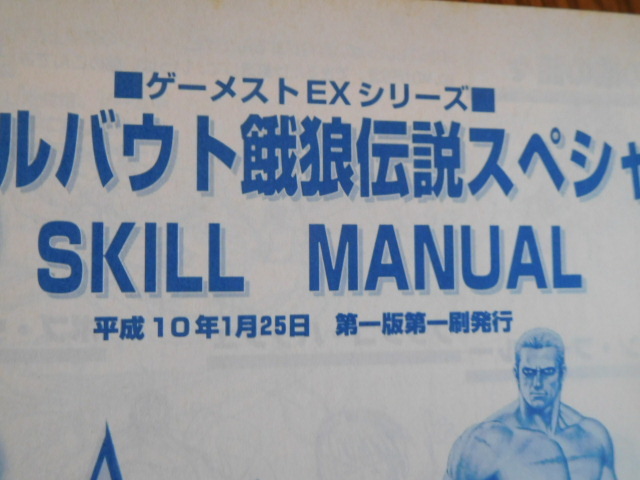 ■ゲーメストEXシリーズ■
ルバウト餓狼伝説スペシャ
SKILL MANUAL
平成10年1月25日 第一版第一刷発行